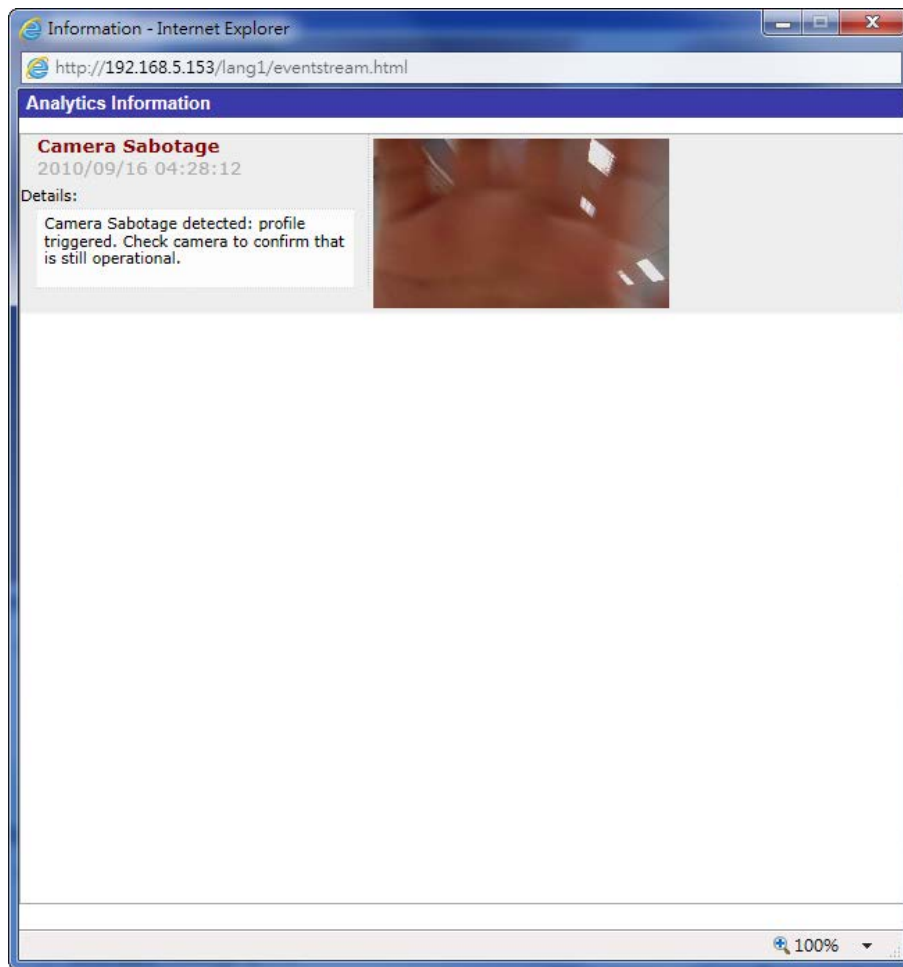 Information - Internet Explorer
http://192.168.5.153/lang1/eventstream.html
Analytics Information
Camera Sabotage
2010/09/16 04:28:12
Details:
Camera Sabotage detected: profile
triggered. Check camera to confirm that
is still operational.
100%